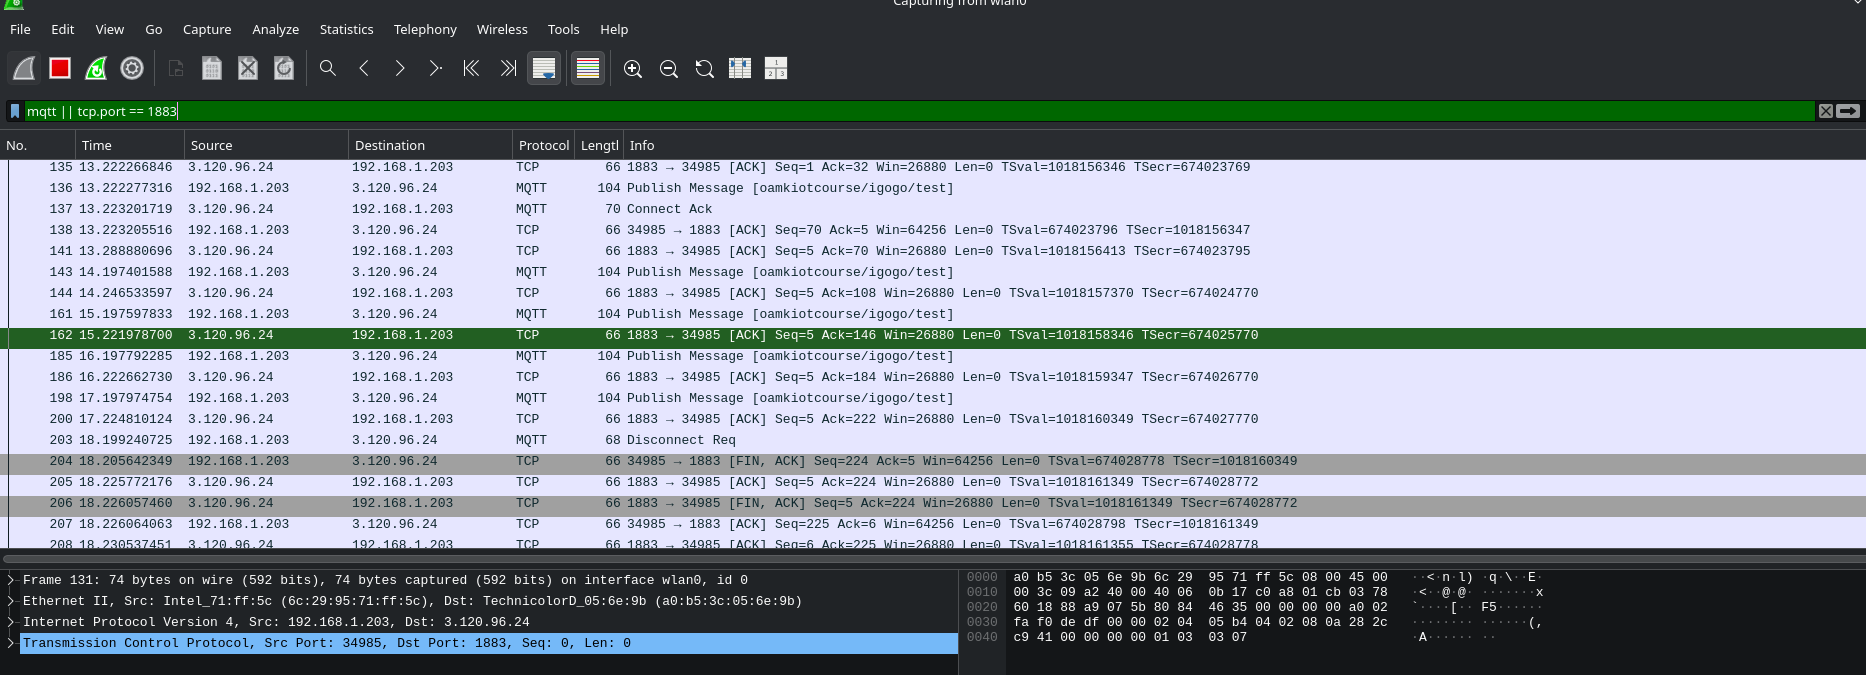 Capturing from wlan0
File Edit View Go Capture Analyze Statistics Telephony Wireless Tools Help
mqtt || tcp.port == 1883
No. Time Source Destination Protocol Lengtl Info
135 13.222266846 3.120.96.24 192.168.1.203 TCP 66 1883 → 34985 [ACK] Seq=1 Ack=32 Win=26880 Len=0 TSval=1018156346 TSecr=674023769
136 13.222277316 192.168.1.203 3.120.96.24 MQTT 104 Publish Message [oamkiotcourse/igogo/test]
137 13.223201719 3.120.96.24 192.168.1.203 MQTT 70 Connect Ack
138 13.223205516 192.168.1.203 3.120.96.24 TCP 66 34985 → 1883 [ACK] Seq=70 Ack=5 Win=64256 Len=0 TSval=674023796 TSecr=1018156347
141 13.288880696 3.120.96.24 192.168.1.203 TCP 66 1883 → 34985 [ACK] Seq=5 Ack=70 Win=26880 Len=0 TSval=1018156413 TSecr=674023795
143 14.197401588 192.168.1.203 3.120.96.24 MQTT 104 Publish Message [oamkiotcourse/igogo/test]
144 14.246533597 3.120.96.24 192.168.1.203 TCP 66 1883 → 34985 [ACK] Seq=5 Ack=108 Win=26880 Len=0 TSval=1018157370 TSecr=674024770
161 15.197597833 192.168.1.203 3.120.96.24 MQTT 104 Publish Message [oamkiotcourse/igogo/test]
162 15.221978700 3.120.96.24 192.168.1.203 TCP 66 1883 → 34985 [ACK] Seq=5 Ack=146 Win=26880 Len=0 TSval=1018158346 TSecr=674025770
185 16.197792285 192.168.1.203 3.120.96.24 MQTT 104 Publish Message [oamkiotcourse/igogo/test]
186 16.222662730 3.120.96.24 192.168.1.203 TCP 66 1883 → 34985 [ACK] Seq=5 Ack=184 Win=26880 Len=0 TSval=1018159347 TSecr=674026770
198 17.197974754 192.168.1.203 3.120.96.24 MQTT 104 Publish Message [oamkiotcourse/igogo/test]
200 17.224810124 3.120.96.24 192.168.1.203 TCP 66 1883 → 34985 [ACK] Seq=5 Ack=222 Win=26880 Len=0 TSval=1018160349 TSecr=674027770
203 18.199240725 192.168.1.203 3.120.96.24 MQTT 68 Disconnect Req
204 18.205642349 192.168.1.203 3.120.96.24 TCP 66 34985 → 1883 [FIN, ACK] Seq=224 Ack=5 Win=64256 Len=0 TSval=674028778 TSecr=1018160349
205 18.225772176 3.120.96.24 192.168.1.203 TCP 66 1883 → 34985 [ACK] Seq=5 Ack=224 Win=26880 Len=0 TSval=1018161349 TSecr=674028772
206 18.226057460 3.120.96.24 192.168.1.203 TCP 66 1883 → 34985 [FIN, ACK] Seq=5 Ack=224 Win=26880 Len=0 TSval=1018161349 TSecr=674028772
207 18.226064063 192.168.1.203 3.120.96.24 TCP 66 34985 → 1883 [ACK] Seq=225 Ack=6 Win=64256 Len=0 TSval=674028798 TSecr=1018161349
208 18.230537451 3.120.96.24 192.168.1.203 TCP 66 1883 → 34985 [ACK] Seq=6 Ack=225 Win=26880 Len=0 TSval=1018161355 TSecr=674028778
Frame 131: 74 bytes on wire (592 bits), 74 bytes captured (592 bits) on interface wlan0, id 0
Ethernet II, Src: Intel_71:ff:5c (6c:29:95:71:ff:5c), Dst: TechnicolorD_05:6e:9b (a0:b5:3c:05:6e:9b)
Internet Protocol Version 4, Src: 192.168.1.203, Dst: 3.120.96.24
Transmission Control Protocol, Src Port: 34985, Dst Port: 1883, Seq: 0, Len: 0
0000 a0 b5 3c 05 6e 9b 6c 29 95 71 ff 5c 08 00 45 00 ··<·n·l) ·q·\··E·
0010 00 3c 09 a2 40 00 40 06 0b 17 c0 a8 01 cb 03 78 ·<··@·@· ·······x
0020 60 18 88 a9 07 5b 80 84 46 35 00 00 00 00 a0 02 `····[·· F5······
0030 fa f0 de df 00 00 02 04 05 b4 04 02 08 0a 28 2c ········ ······(,
0040 c9 41 00 00 00 00 01 03 03 07 ·A······ ··